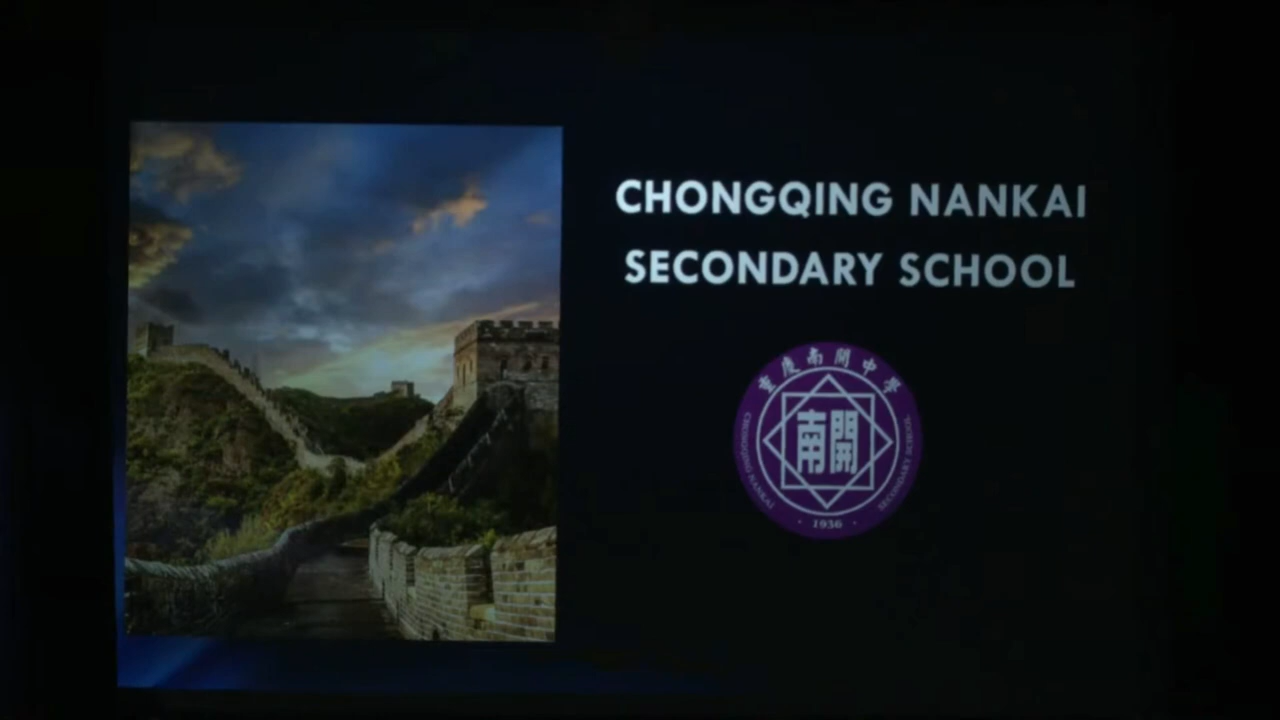 CHONGQING NANKAI
SECONDARY SCHOOL
重慶南開中學
南開
CHONGQING NANKAI
SECONDARY SCHOOL
· 1936 ·